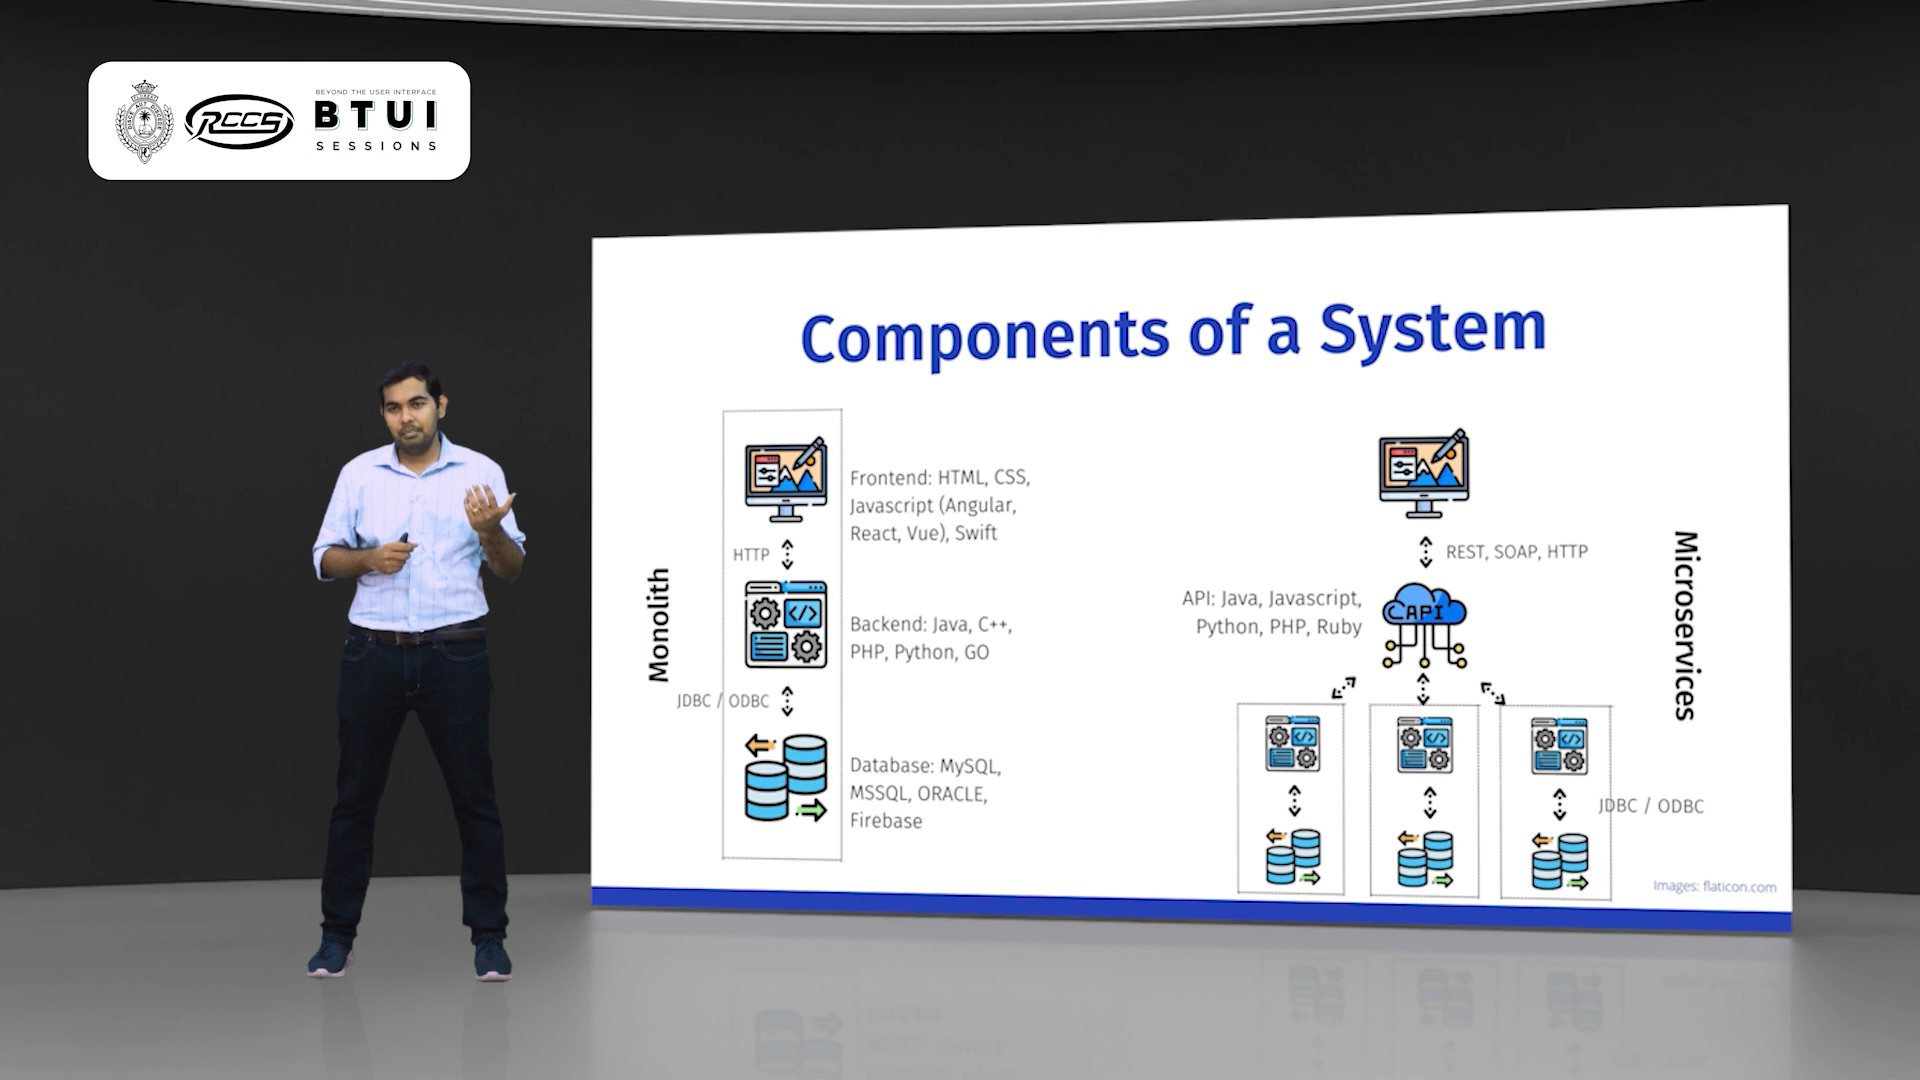 BEYOND THE USER INTERFACE
RCCS
BTUI
SESSIONS
Components of a System
Monolith
Frontend: HTML, CSS,
Javascript (Angular,
React, Vue), Swift
HTTP
Backend: Java, C++,
PHP, Python, GO
JDBC / ODBC
Database: MySQL,
MSSQL, ORACLE,
Firebase
Microservices
REST, SOAP, HTTP
API: Java, Javascript,
Python, PHP, Ruby
API
JDBC / ODBC
Images: flaticon.com